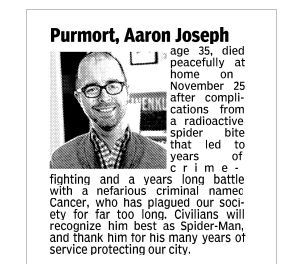 Purmort, Aaron Joseph
age 35, died
peacefully at
home on
November 25
after compli-
cations from
a radioactive
spider bite
that led to
years of
crime-
fighting and a years long battle
with a nefarious criminal named
Cancer, who has plagued our soci-
ety for far too long. Civilians will
recognize him best as Spider-Man,
and thank him for his many years of
service protecting our city.